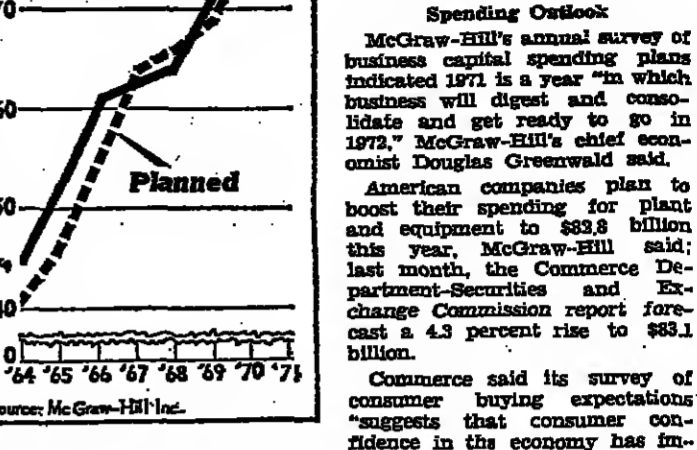 70
60
50
40
0
Planned
'64 '65 '66 '67 '68 '69 '70 '71
ource: McGraw-Hill Inc.
Spending Outlook
McGraw-Hill's annual survey of
business capital spending plans
indicated 1971 is a year "in which
business will digest and conso-
lidate and get ready to go in
1972," McGraw-Hill's chief econ-
omist Douglas Greenwald said.
American companies plan to
boost their spending for plant
and equipment to $82,8 billion
this year, McGraw-Hill said;
last month, the Commerce De-
partment-Securities and Ex-
change Commission report fore-
cast a 4.3 percent rise to $83.1
billion.
Commerce said its survey of
consumer buying expectations
"suggests that consumer con-
fidence in the economy has im-